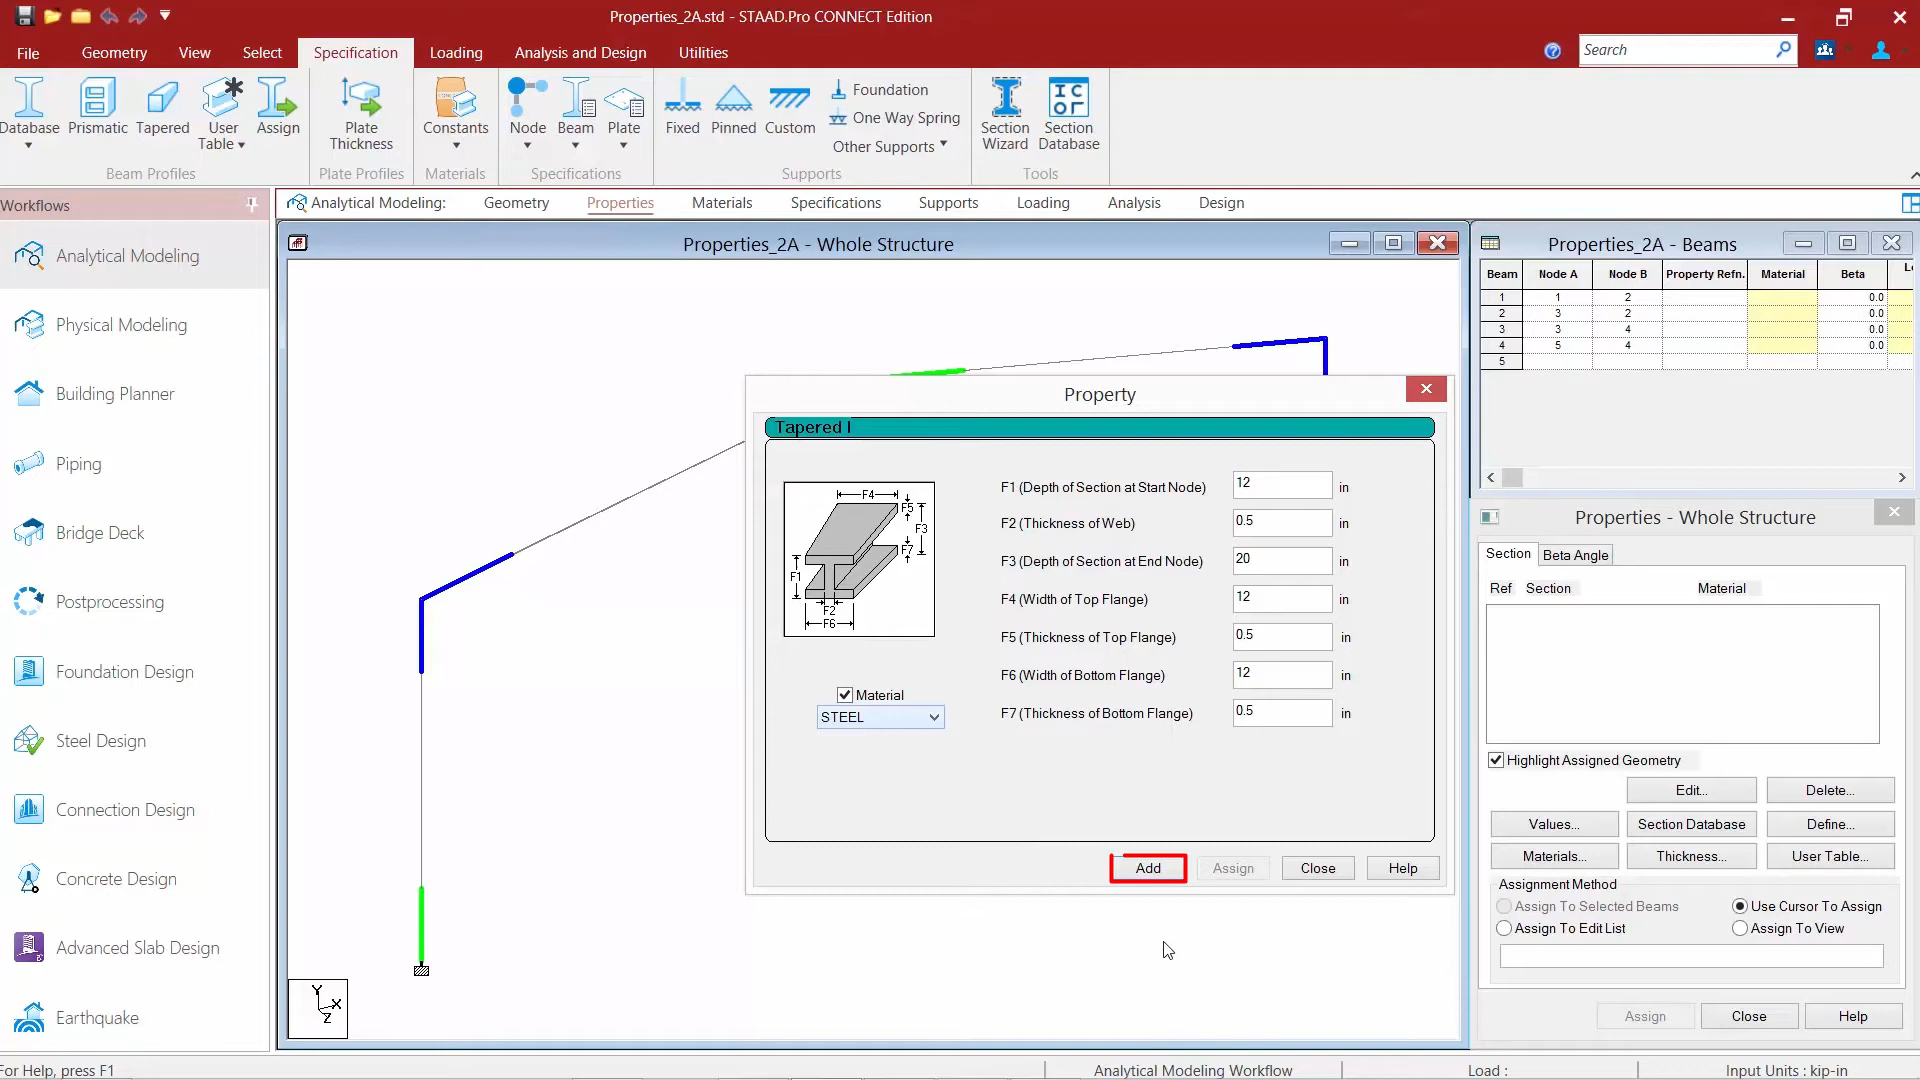 Properties_2A.std - STAAD.Pro CONNECT Edition
File Geometry View Select Specification Loading Analysis and Design Utilities
Search
Database Prismatic Tapered User Table Assign
Beam Profiles
Plate Thickness
Plate Profiles
Constants
Materials
Node Beam Plate
Specifications
Fixed Pinned Custom
Foundation
One Way Spring
Other Supports
Supports
Section Wizard
Section Database
Tools
Workflows
Analytical Modeling
Physical Modeling
Building Planner
Piping
Bridge Deck
Postprocessing
Foundation Design
Steel Design
Connection Design
Concrete Design
Advanced Slab Design
Earthquake
Analytical Modeling: Geometry Properties Materials Specifications Supports Loading Analysis Design
Properties_2A - Whole Structure
Y
X
Z
Property
Tapered I
F4
F5
F3
F7
F1
F2
F6
Material
STEEL
F1 (Depth of Section at Start Node) 12 in
F2 (Thickness of Web) 0.5 in
F3 (Depth of Section at End Node) 20 in
F4 (Width of Top Flange) 12 in
F5 (Thickness of Top Flange) 0.5 in
F6 (Width of Bottom Flange) 12 in
F7 (Thickness of Bottom Flange) 0.5 in
Add Assign Close Help
Properties_2A - Beams
Beam Node A Node B Property Refn. Material Beta
1 1 2 0.0
2 3 2 0.0
3 3 4 0.0
4 5 4 0.0
5
Properties - Whole Structure
Section Beta Angle
Ref Section Material
Highlight Assigned Geometry
Edit... Delete...
Values... Section Database Define...
Materials... Thickness... User Table...
Assignment Method
Assign To Selected Beams Use Cursor To Assign
Assign To Edit List Assign To View
Assign Close Help
For Help, press F1
Analytical Modeling Workflow
Load :
Input Units : kip-in